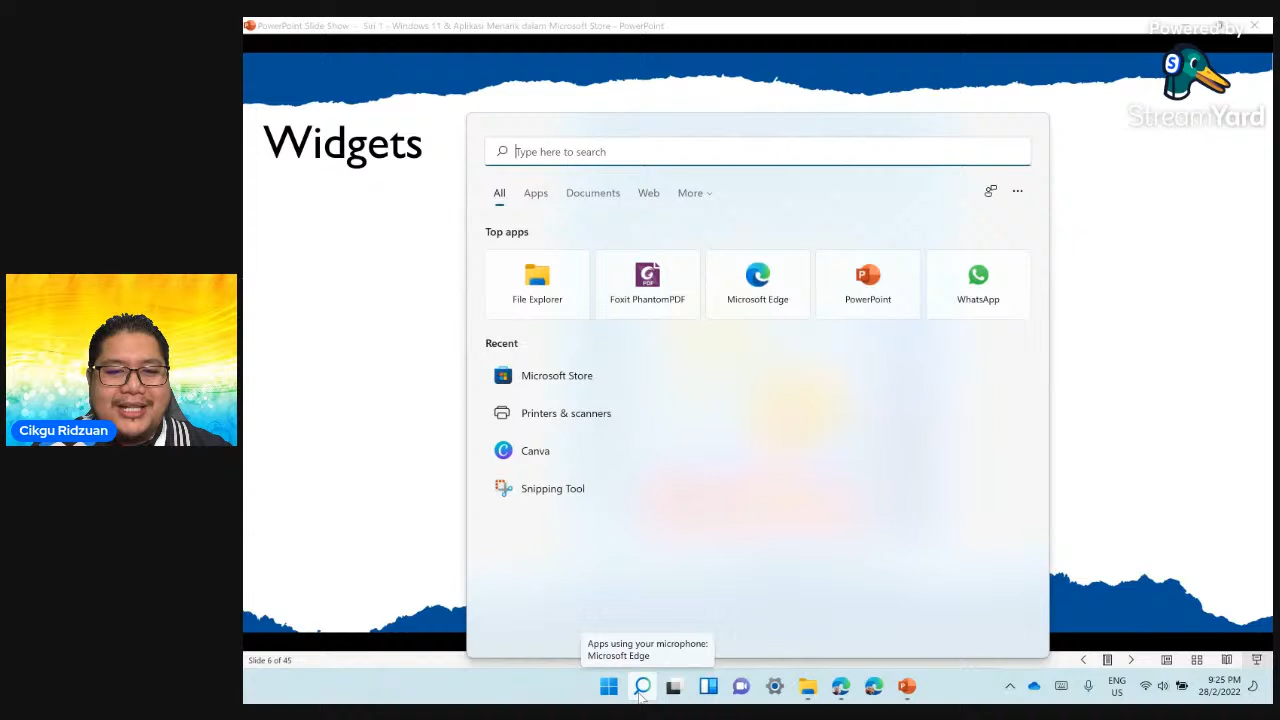 PowerPoint Slide Show - Siri 1 - Windows 11 & Aplikasi Menarik dalam Microsoft Store - PowerPoint
Powered by
S
StreamYard
Widgets
Type here to search
All Apps Documents Web More
Top apps
File Explorer
Foxit PhantomPDF
Microsoft Edge
PowerPoint
WhatsApp
Recent
Microsoft Store
Printers & scanners
Canva
Snipping Tool
Cikgu Ridzuan
Apps using your microphone:
Microsoft Edge
Slide 6 of 45
ENG
US
9:25 PM
28/2/2022